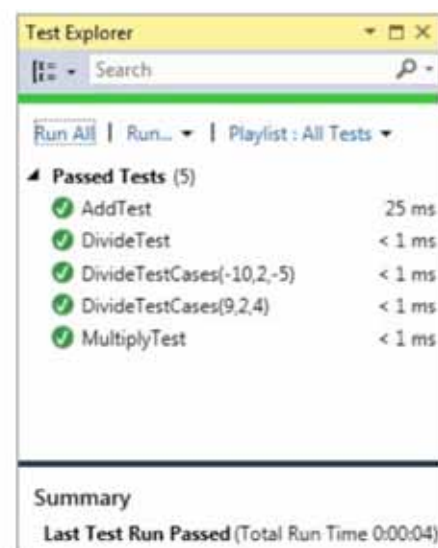 Test Explorer
Search
Run All | Run... | Playlist : All Tests
Passed Tests (5)
AddTest 25 ms
DivideTest < 1 ms
DivideTestCases(-10,2,-5) < 1 ms
DivideTestCases(9,2,4) < 1 ms
MultiplyTest < 1 ms
Summary
Last Test Run Passed (Total Run Time 0:00:04)